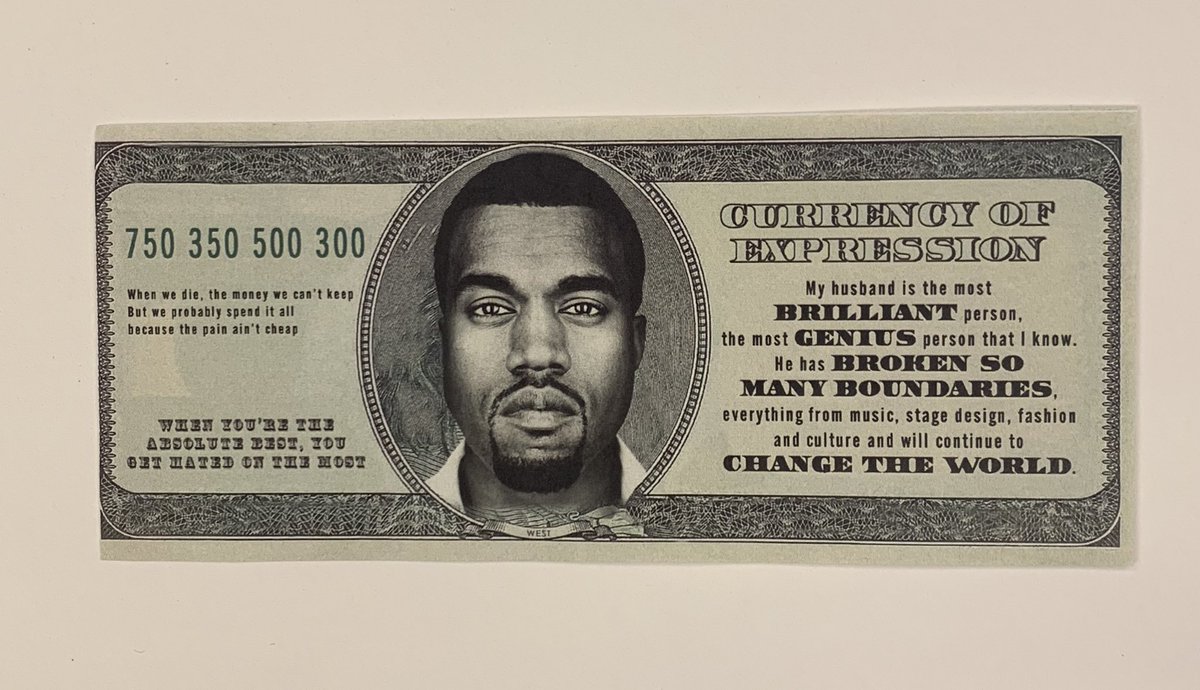 750 350 500 300
When we die, the money we can't keep
But we probably spend it all
because the pain ain't cheap
WHEN YOU'RE THE
ABSOLUTE BEST, YOU
GET HATED ON THE MOST
WEST
CURRENCY OF
EXPRESSION
My husband is the most
BRILLIANT person,
the most GENIUS person that I know.
He has BROKEN SO
MANY BOUNDARIES,
everything from music, stage design, fashion
and culture and will continue to
CHANGE THE WORLD.